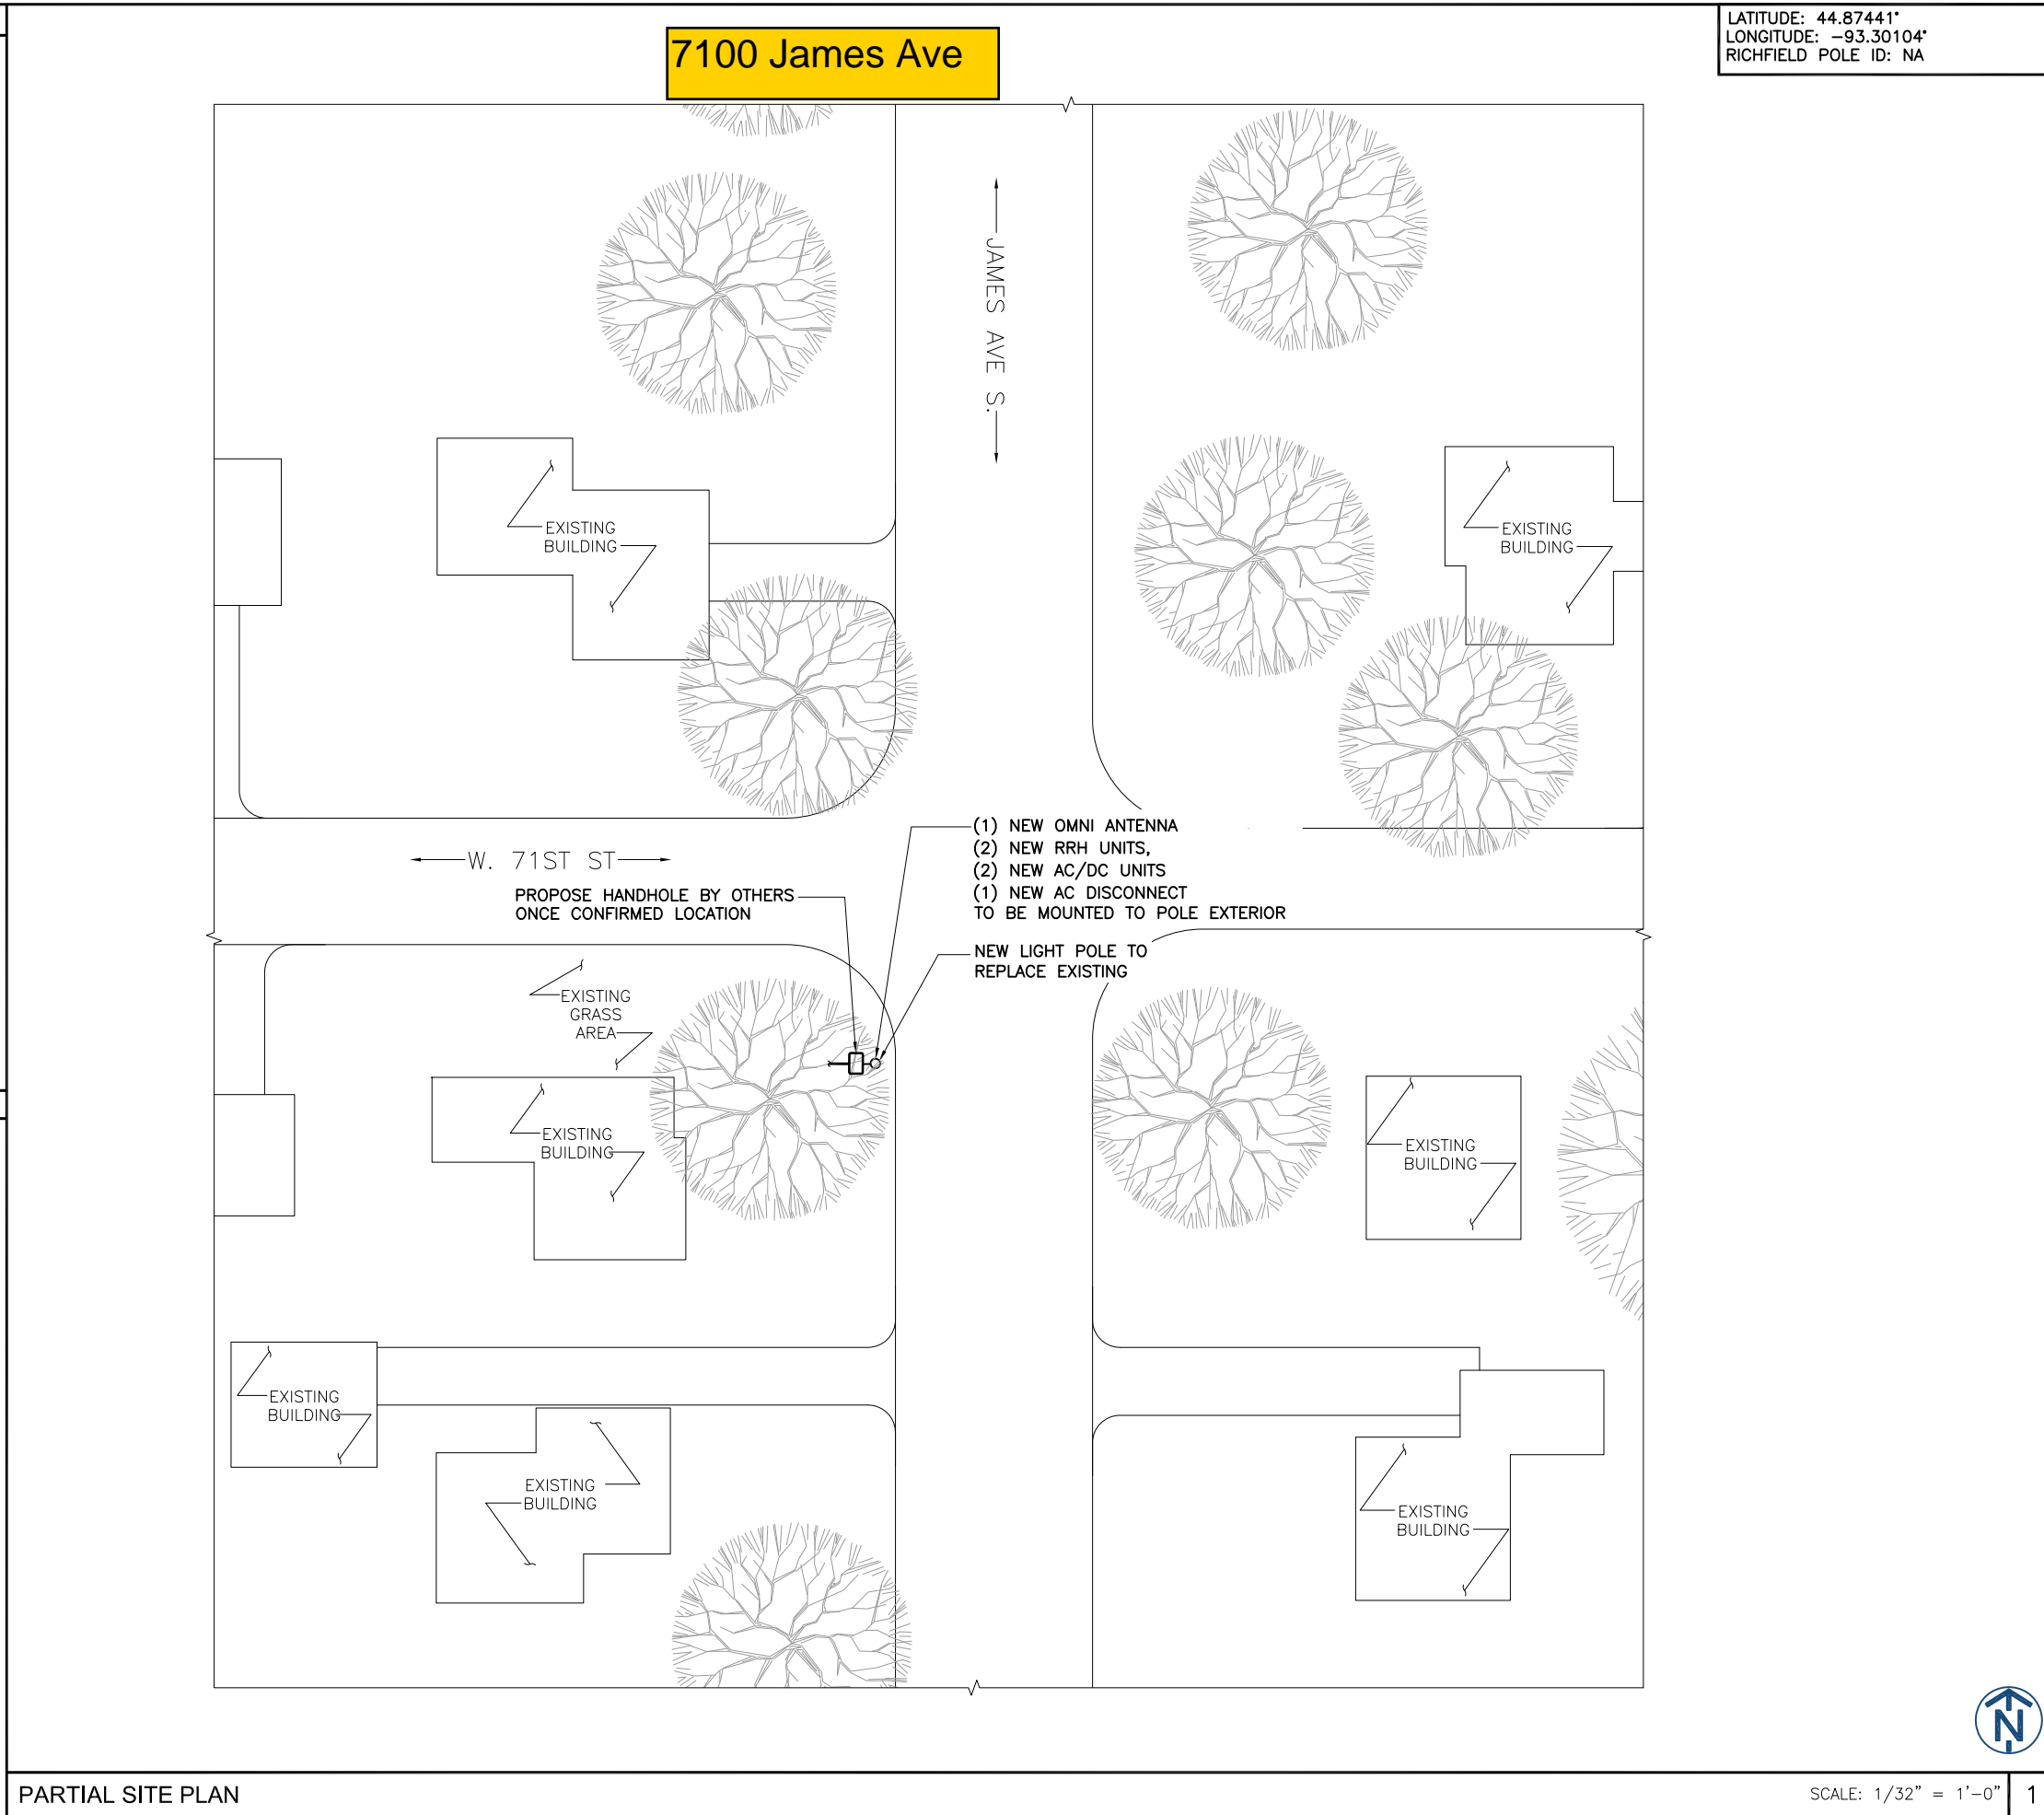 7100 James Ave
LATITUDE: 44.87441°
LONGITUDE: -93.30104°
RICHFIELD POLE ID: NA
JAMES AVE S.
EXISTING
BUILDING
EXISTING
BUILDING
(1) NEW OMNI ANTENNA
(2) NEW RRH UNITS,
(2) NEW AC/DC UNITS
(1) NEW AC DISCONNECT
TO BE MOUNTED TO POLE EXTERIOR
W. 71ST ST
PROPOSE HANDHOLE BY OTHERS
ONCE CONFIRMED LOCATION
NEW LIGHT POLE TO
REPLACE EXISTING
EXISTING
GRASS
AREA
EXISTING
BUILDING
EXISTING
BUILDING
EXISTING
BUILDING
EXISTING
BUILDING
EXISTING
BUILDING
N
PARTIAL SITE PLAN
SCALE: 1/32" = 1'-0"
1